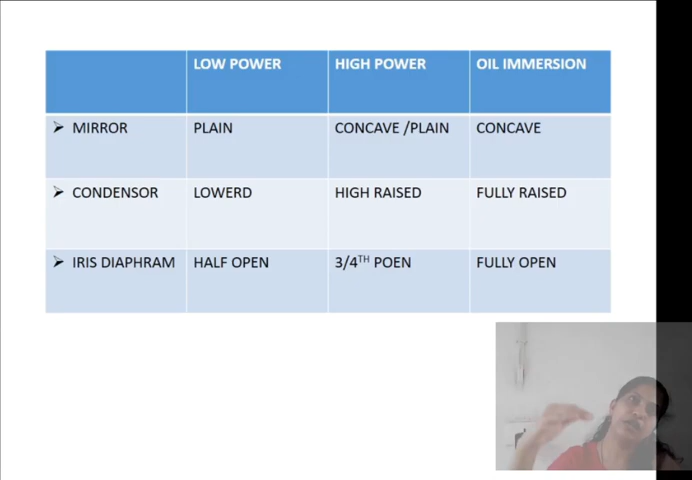 LOW POWER HIGH POWER OIL IMMERSION
➢ MIRROR PLAIN CONCAVE /PLAIN CONCAVE
➢ CONDENSOR LOWERD HIGH RAISED FULLY RAISED
➢ IRIS DIAPHRAM HALF OPEN 3/4TH POEN FULLY OPEN